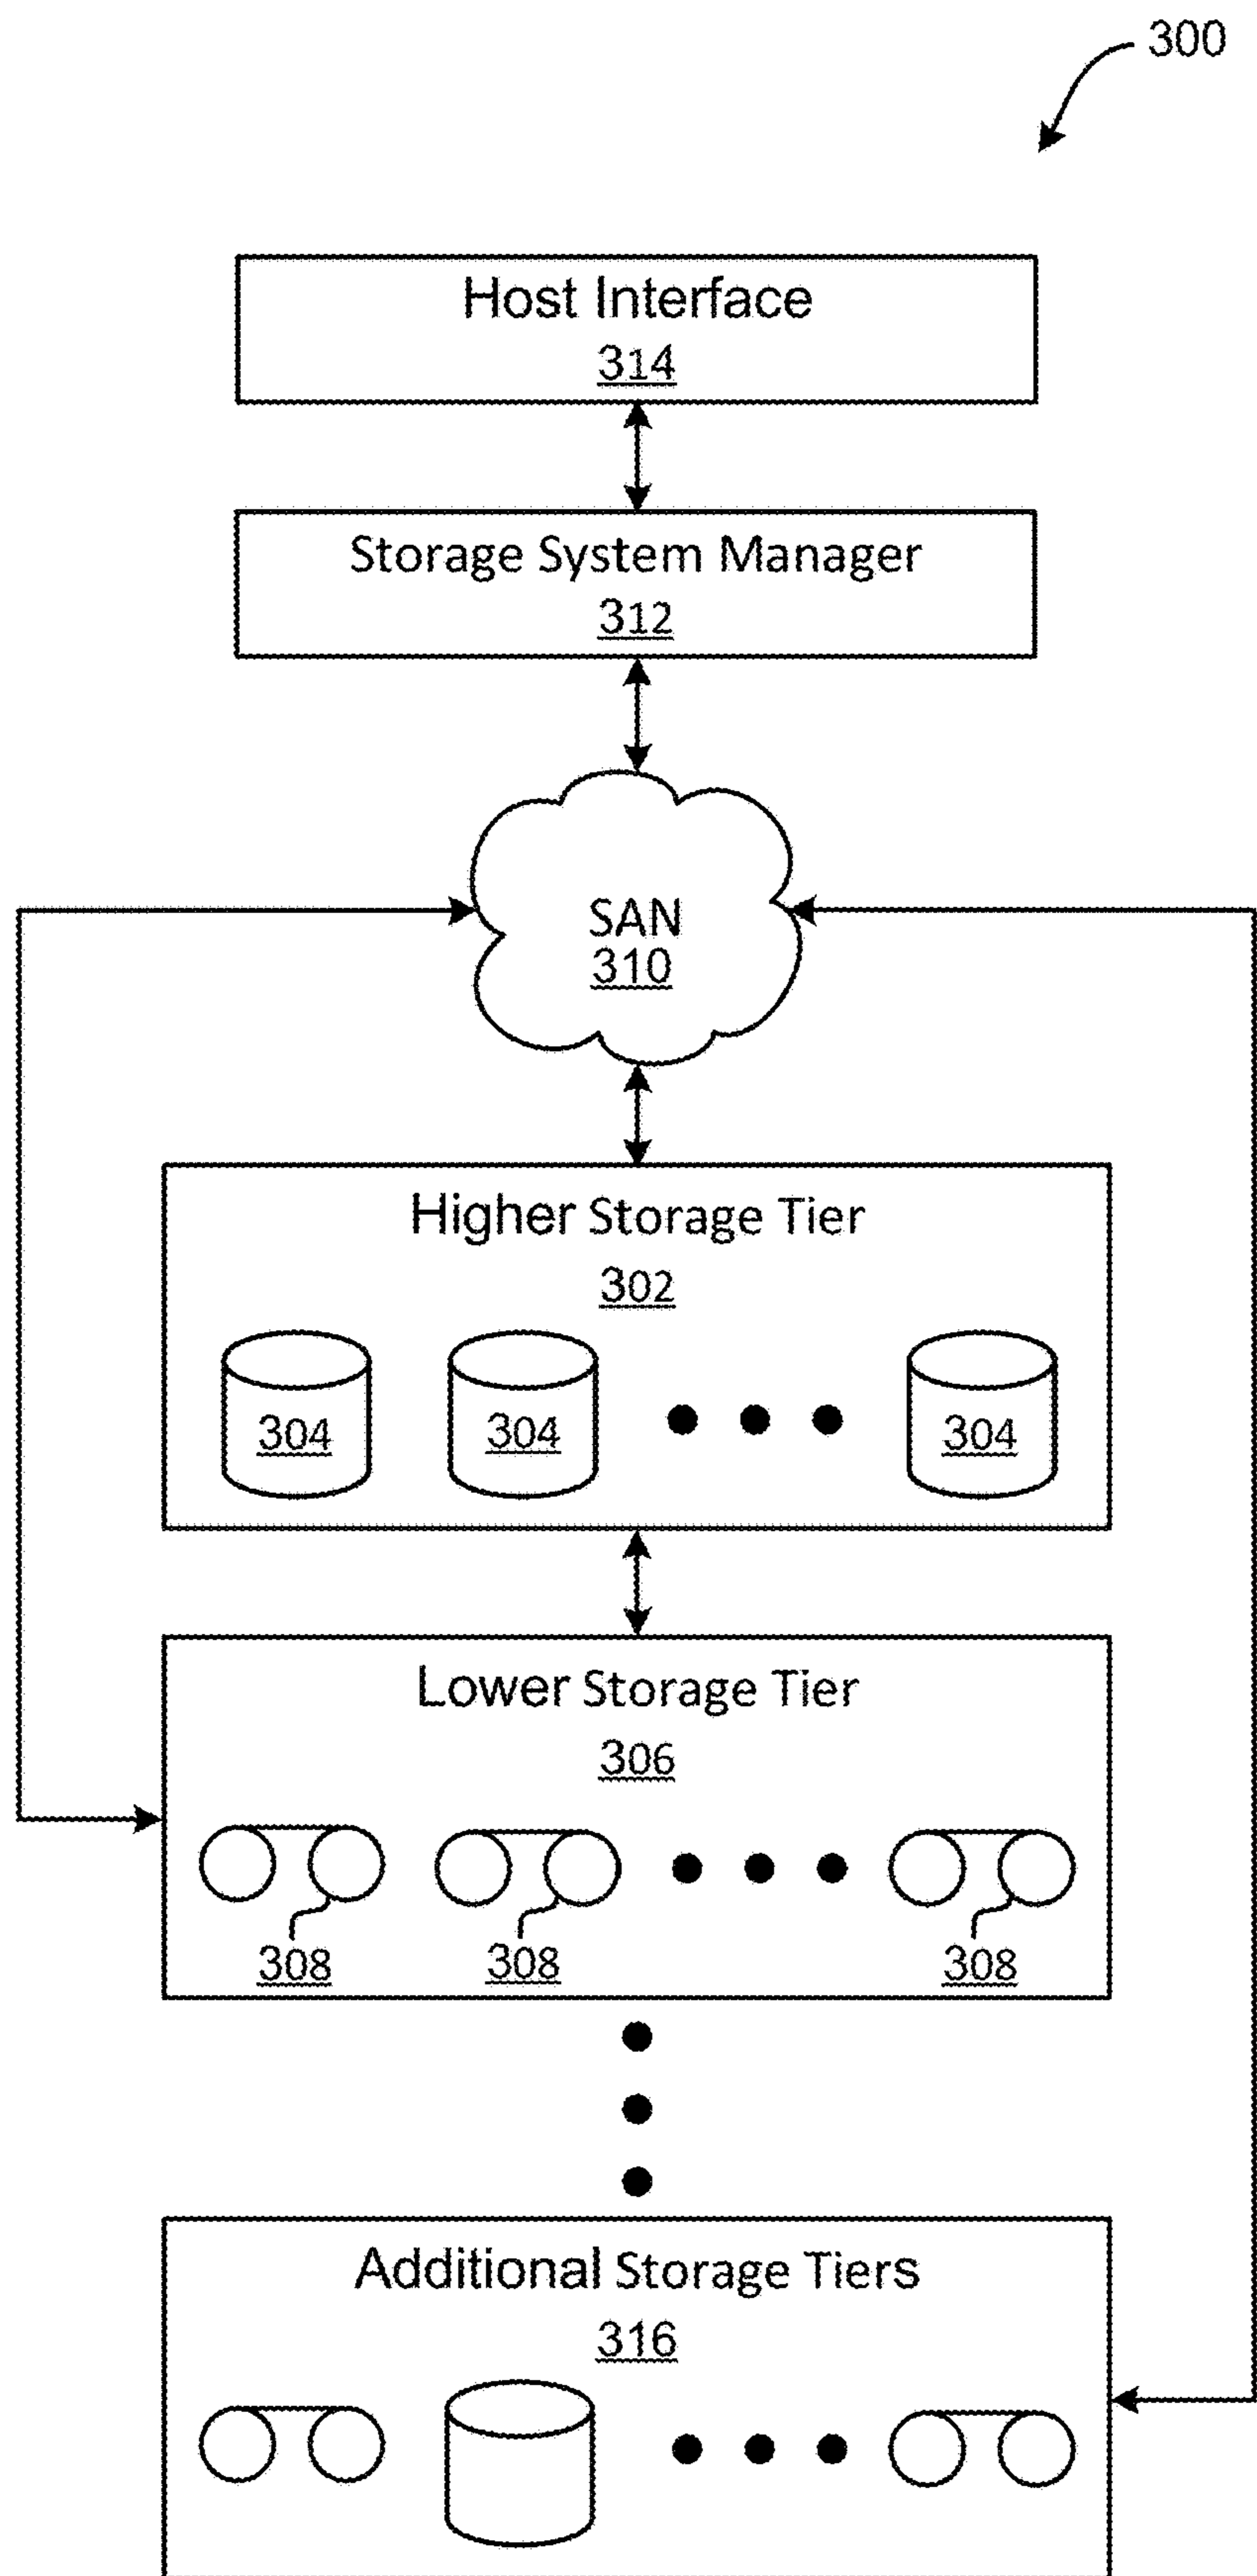 300
Host Interface
314
Storage System Manager
312
SAN
310
Higher Storage Tier
302
304 304 304
Lower Storage Tier
306
308 308 308
Additional Storage Tiers
316